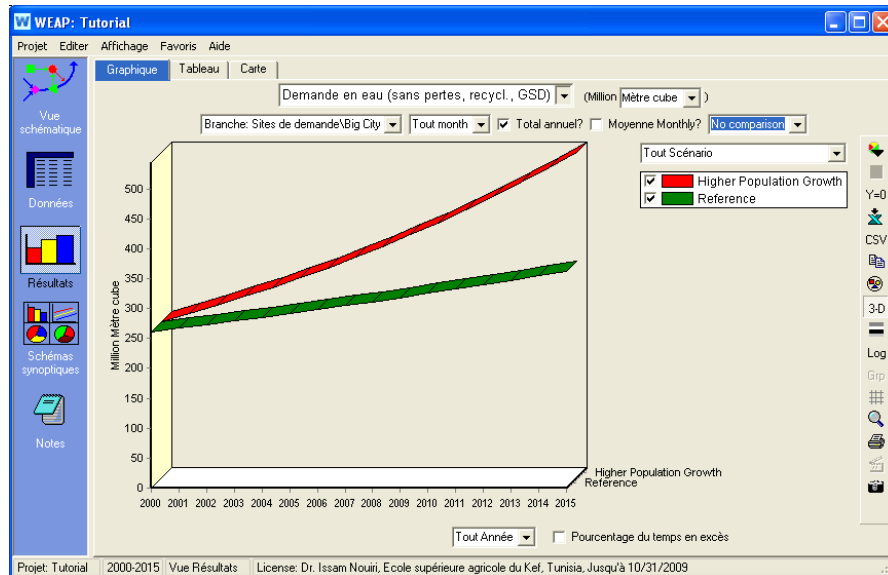 WEAP: Tutorial
Projet Editer Affichage Favoris Aide
Vue
schématique
Données
Résultats
Schémas
synoptiques
Notes
Graphique Tableau Carte
Demande en eau (sans pertes, recycl., GSD) (Million Mètre cube )
Branche: Sites de demande\Big City Tout month Total annuel? Moyenne Monthly? No comparison
Tout Scénario
Higher Population Growth
Reference
Million Mètre cube
500
450
400
350
300
250
200
150
100
50
0
2000 2001 2002 2003 2004 2005 2006 2007 2008 2009 2010 2011 2012 2013 2014 2015
Higher Population Growth
Reference
Tout Année Pourcentage du temps en excès
Y=0
CSV
3-D
Log
Grp
Projet: Tutorial 2000-2015 Vue Résultats License: Dr. Issam Nouiri, Ecole supérieure agricole du Kef, Tunisia, Jusqu'à 10/31/2009